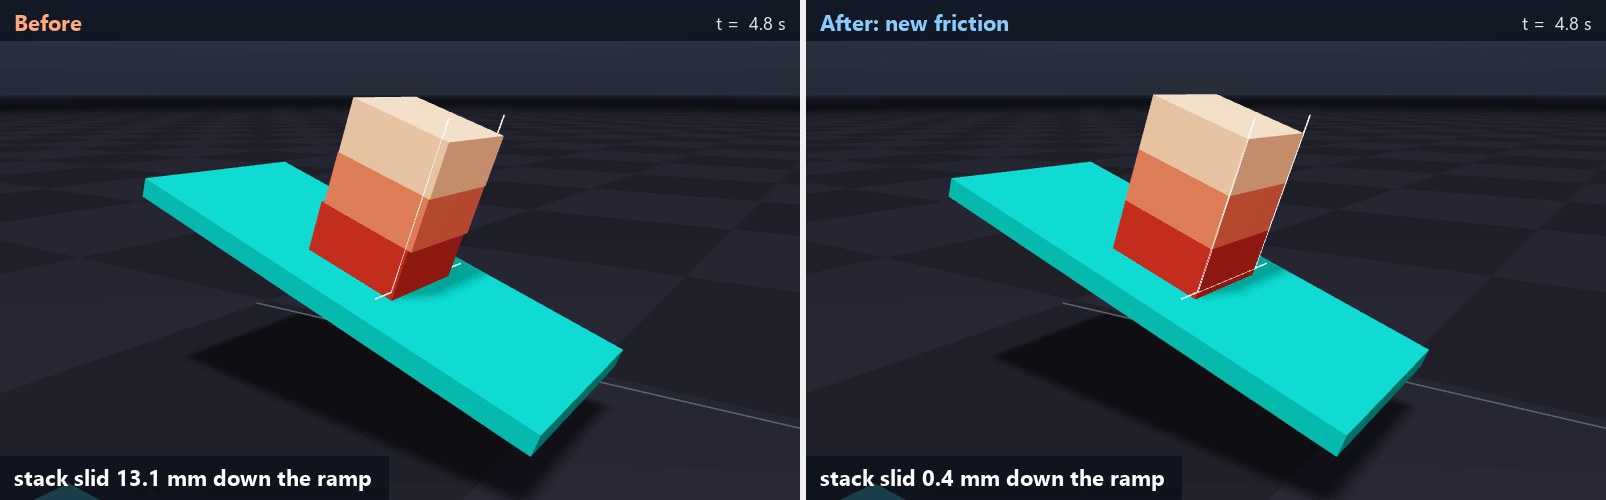 Before
t = 4.8 s
After: new friction
t = 4.8 s
stack slid 13.1 mm down the ramp
stack slid 0.4 mm down the ramp